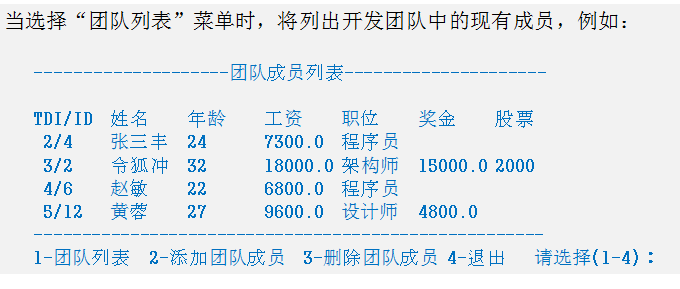 当选择“团队列表”菜单时，将列出开发团队中的现有成员，例如：
--------------------团队成员列表---------------------
TDI/ID 姓名 年龄 工资 职位 奖金 股票
2/4 张三丰 24 7300.0 程序员
3/2 令狐冲 32 18000.0 架构师 15000.0 2000
4/6 赵敏 22 6800.0 程序员
5/12 黄蓉 27 9600.0 设计师 4800.0
-----------------------------------------------------
1-团队列表 2-添加团队成员 3-删除团队成员 4-退出 请选择(1-4)：